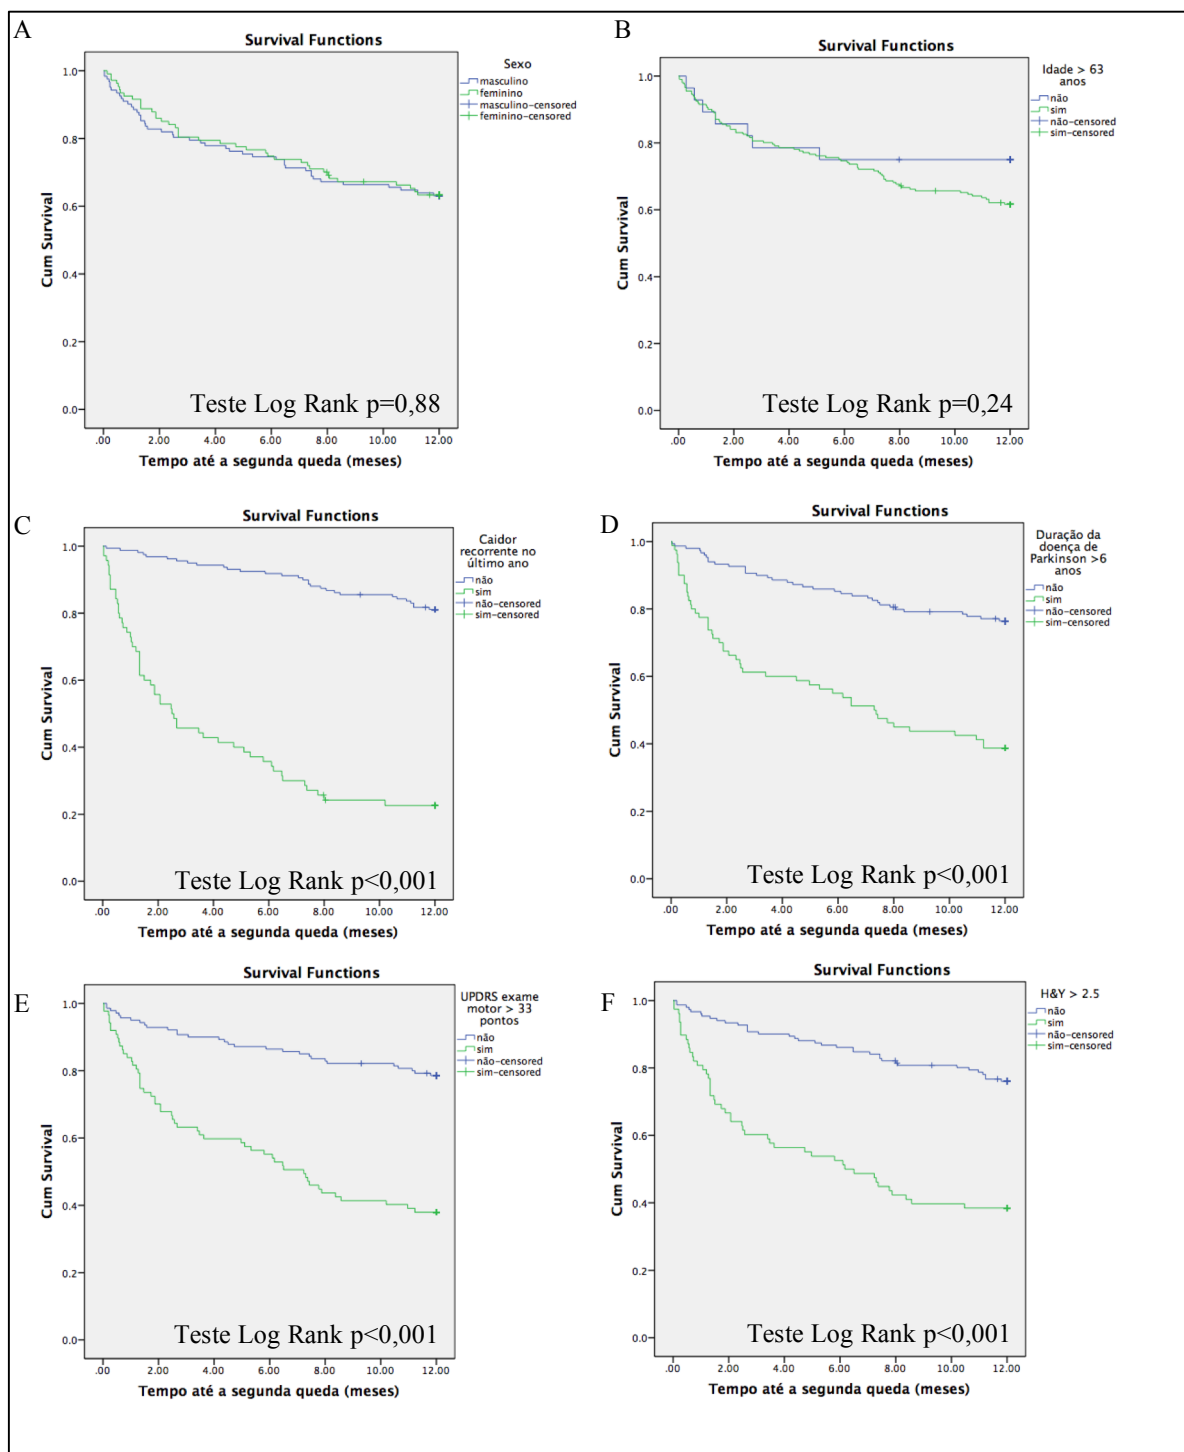 A
Survival Functions
Sexo
masculino
feminino
masculino-censored
feminino-censored
Cum Survival
1.0
0.8
0.6
0.4
0.2
0.0
Teste Log Rank p=0,88
.00 2.00 4.00 6.00 8.00 10.00 12.00
Tempo até a segunda queda (meses)
B
Survival Functions
Idade > 63
anos
não
sim
não-censored
sim-censored
Cum Survival
1.0
0.8
0.6
0.4
0.2
0.0
Teste Log Rank p=0,24
.00 2.00 4.00 6.00 8.00 10.00 12.00
Tempo até a segunda queda (meses)
C
Survival Functions
Caidor
recorrente no
último ano
não
sim
não-censored
sim-censored
Cum Survival
1.0
0.8
0.6
0.4
0.2
0.0
Teste Log Rank p<0,001
.00 2.00 4.00 6.00 8.00 10.00 12.00
Tempo até a segunda queda (meses)
D
Survival Functions
Duração da
doença de
Parkinson >6
anos
não
sim
não-censored
sim-censored
Cum Survival
1.0
0.8
0.6
0.4
0.2
0.0
Teste Log Rank p<0,001
.00 2.00 4.00 6.00 8.00 10.00 12.00
Tempo até a segunda queda (meses)
E
Survival Functions
UPDRS exame
motor > 33
pontos
não
sim
não-censored
sim-censored
Cum Survival
1.0
0.8
0.6
0.4
0.2
0.0
Teste Log Rank p<0,001
.00 2.00 4.00 6.00 8.00 10.00 12.00
Tempo até a segunda queda (meses)
F
Survival Functions
H&Y > 2.5
não
sim
não-censored
sim-censored
Cum Survival
1.0
0.8
0.6
0.4
0.2
0.0
Teste Log Rank p<0,001
.00 2.00 4.00 6.00 8.00 10.00 12.00
Tempo até a segunda queda (meses)